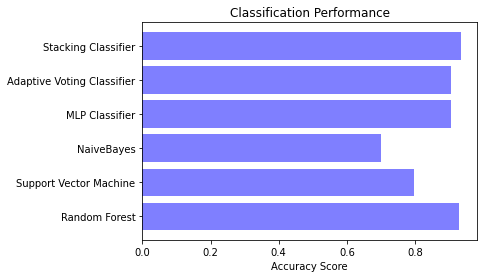 Classification Performance
Stacking Classifier
Adaptive Voting Classifier
MLP Classifier
NaiveBayes
Support Vector Machine
Random Forest
0.0 0.2 0.4 0.6 0.8
Accuracy Score